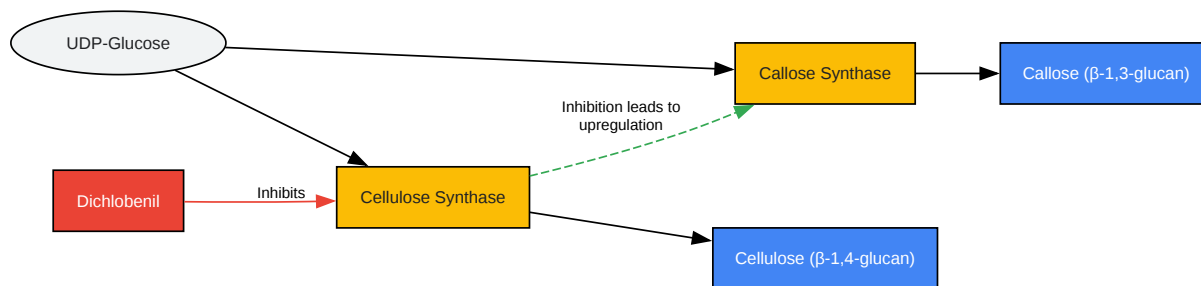 UDP-Glucose
Callose Synthase
Callose (β-1,3-glucan)
Inhibition leads to
upregulation
Dichlobenil
Inhibits
Cellulose Synthase
Cellulose (β-1,4-glucan)